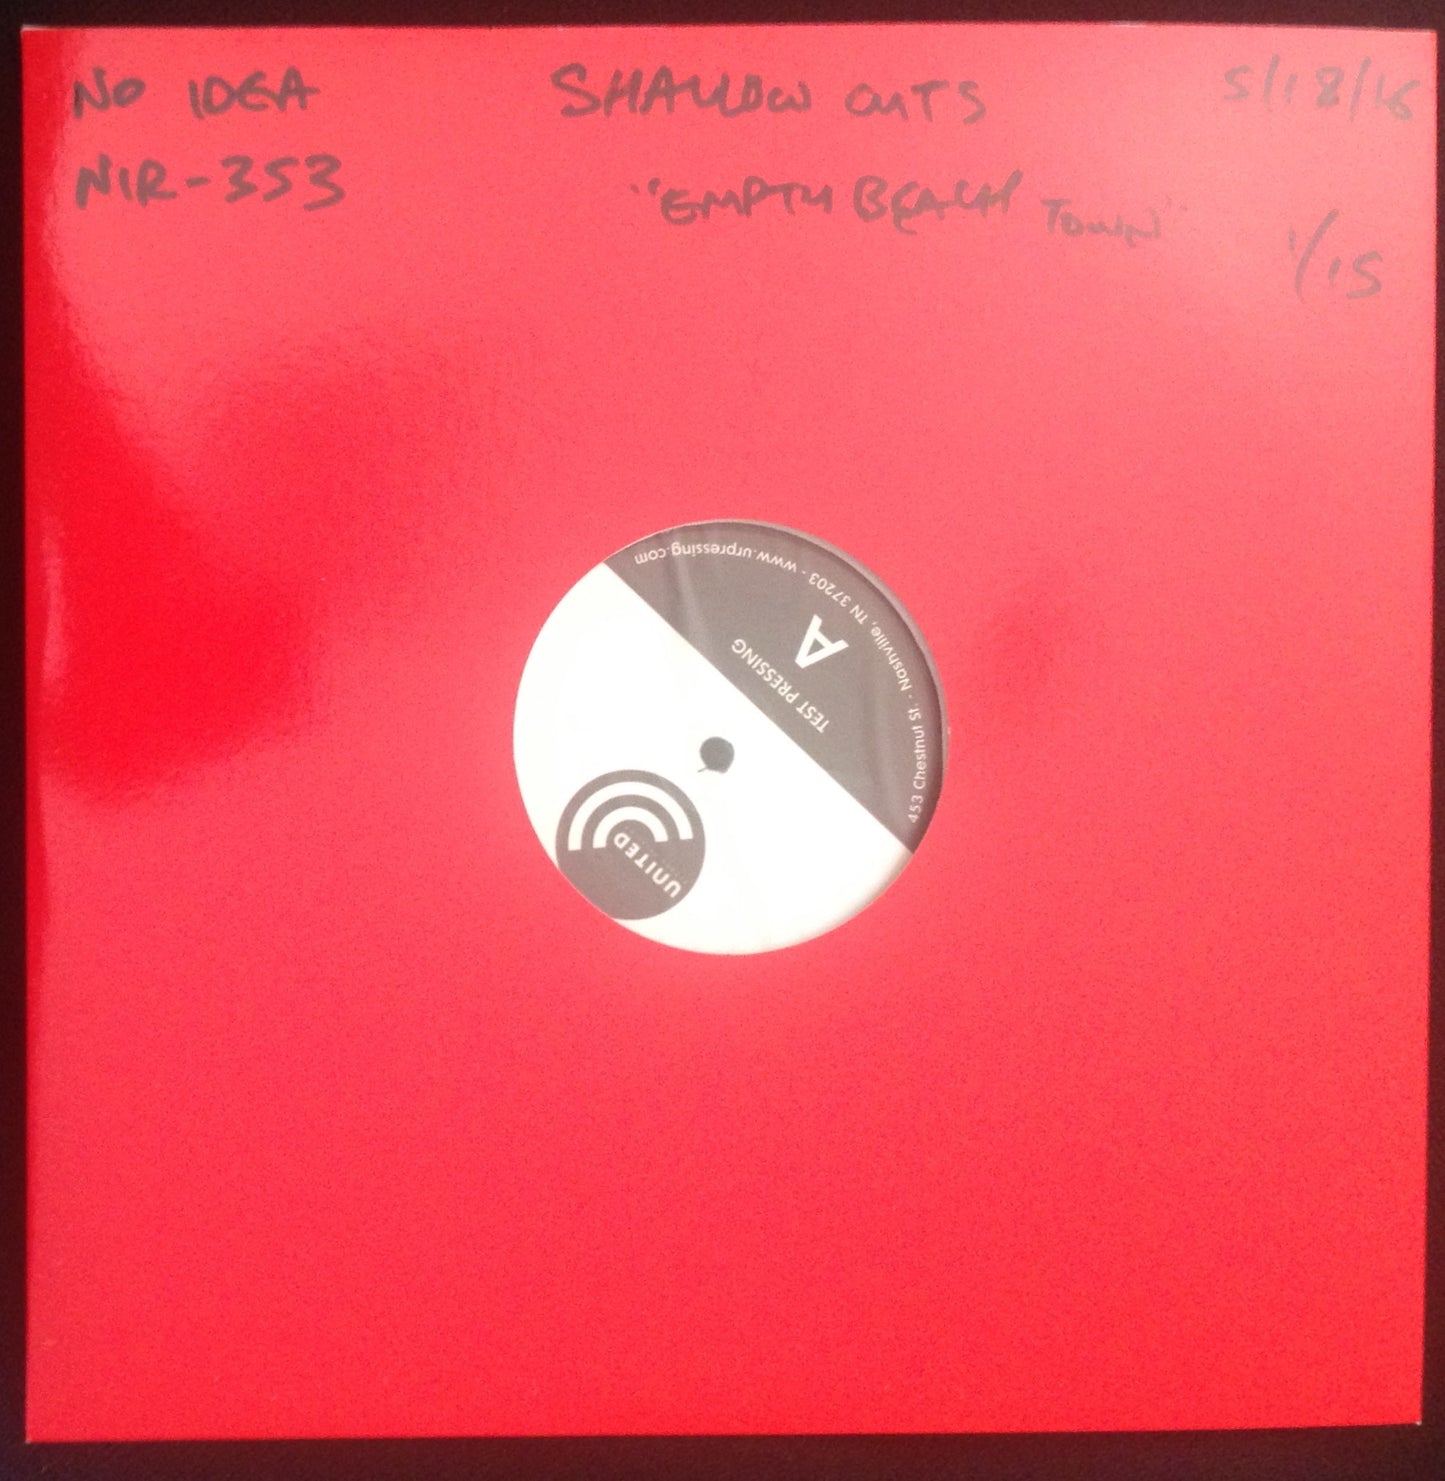 NO IDEA
SHALLOW CUTS
5/18/16
NIR-353
"EMPTY BEACH TOWN"
1/15
453 Chestnut St. · Nashville, TN 37203 · www.urpressing.com
A
TEST PRESSING
UNITED